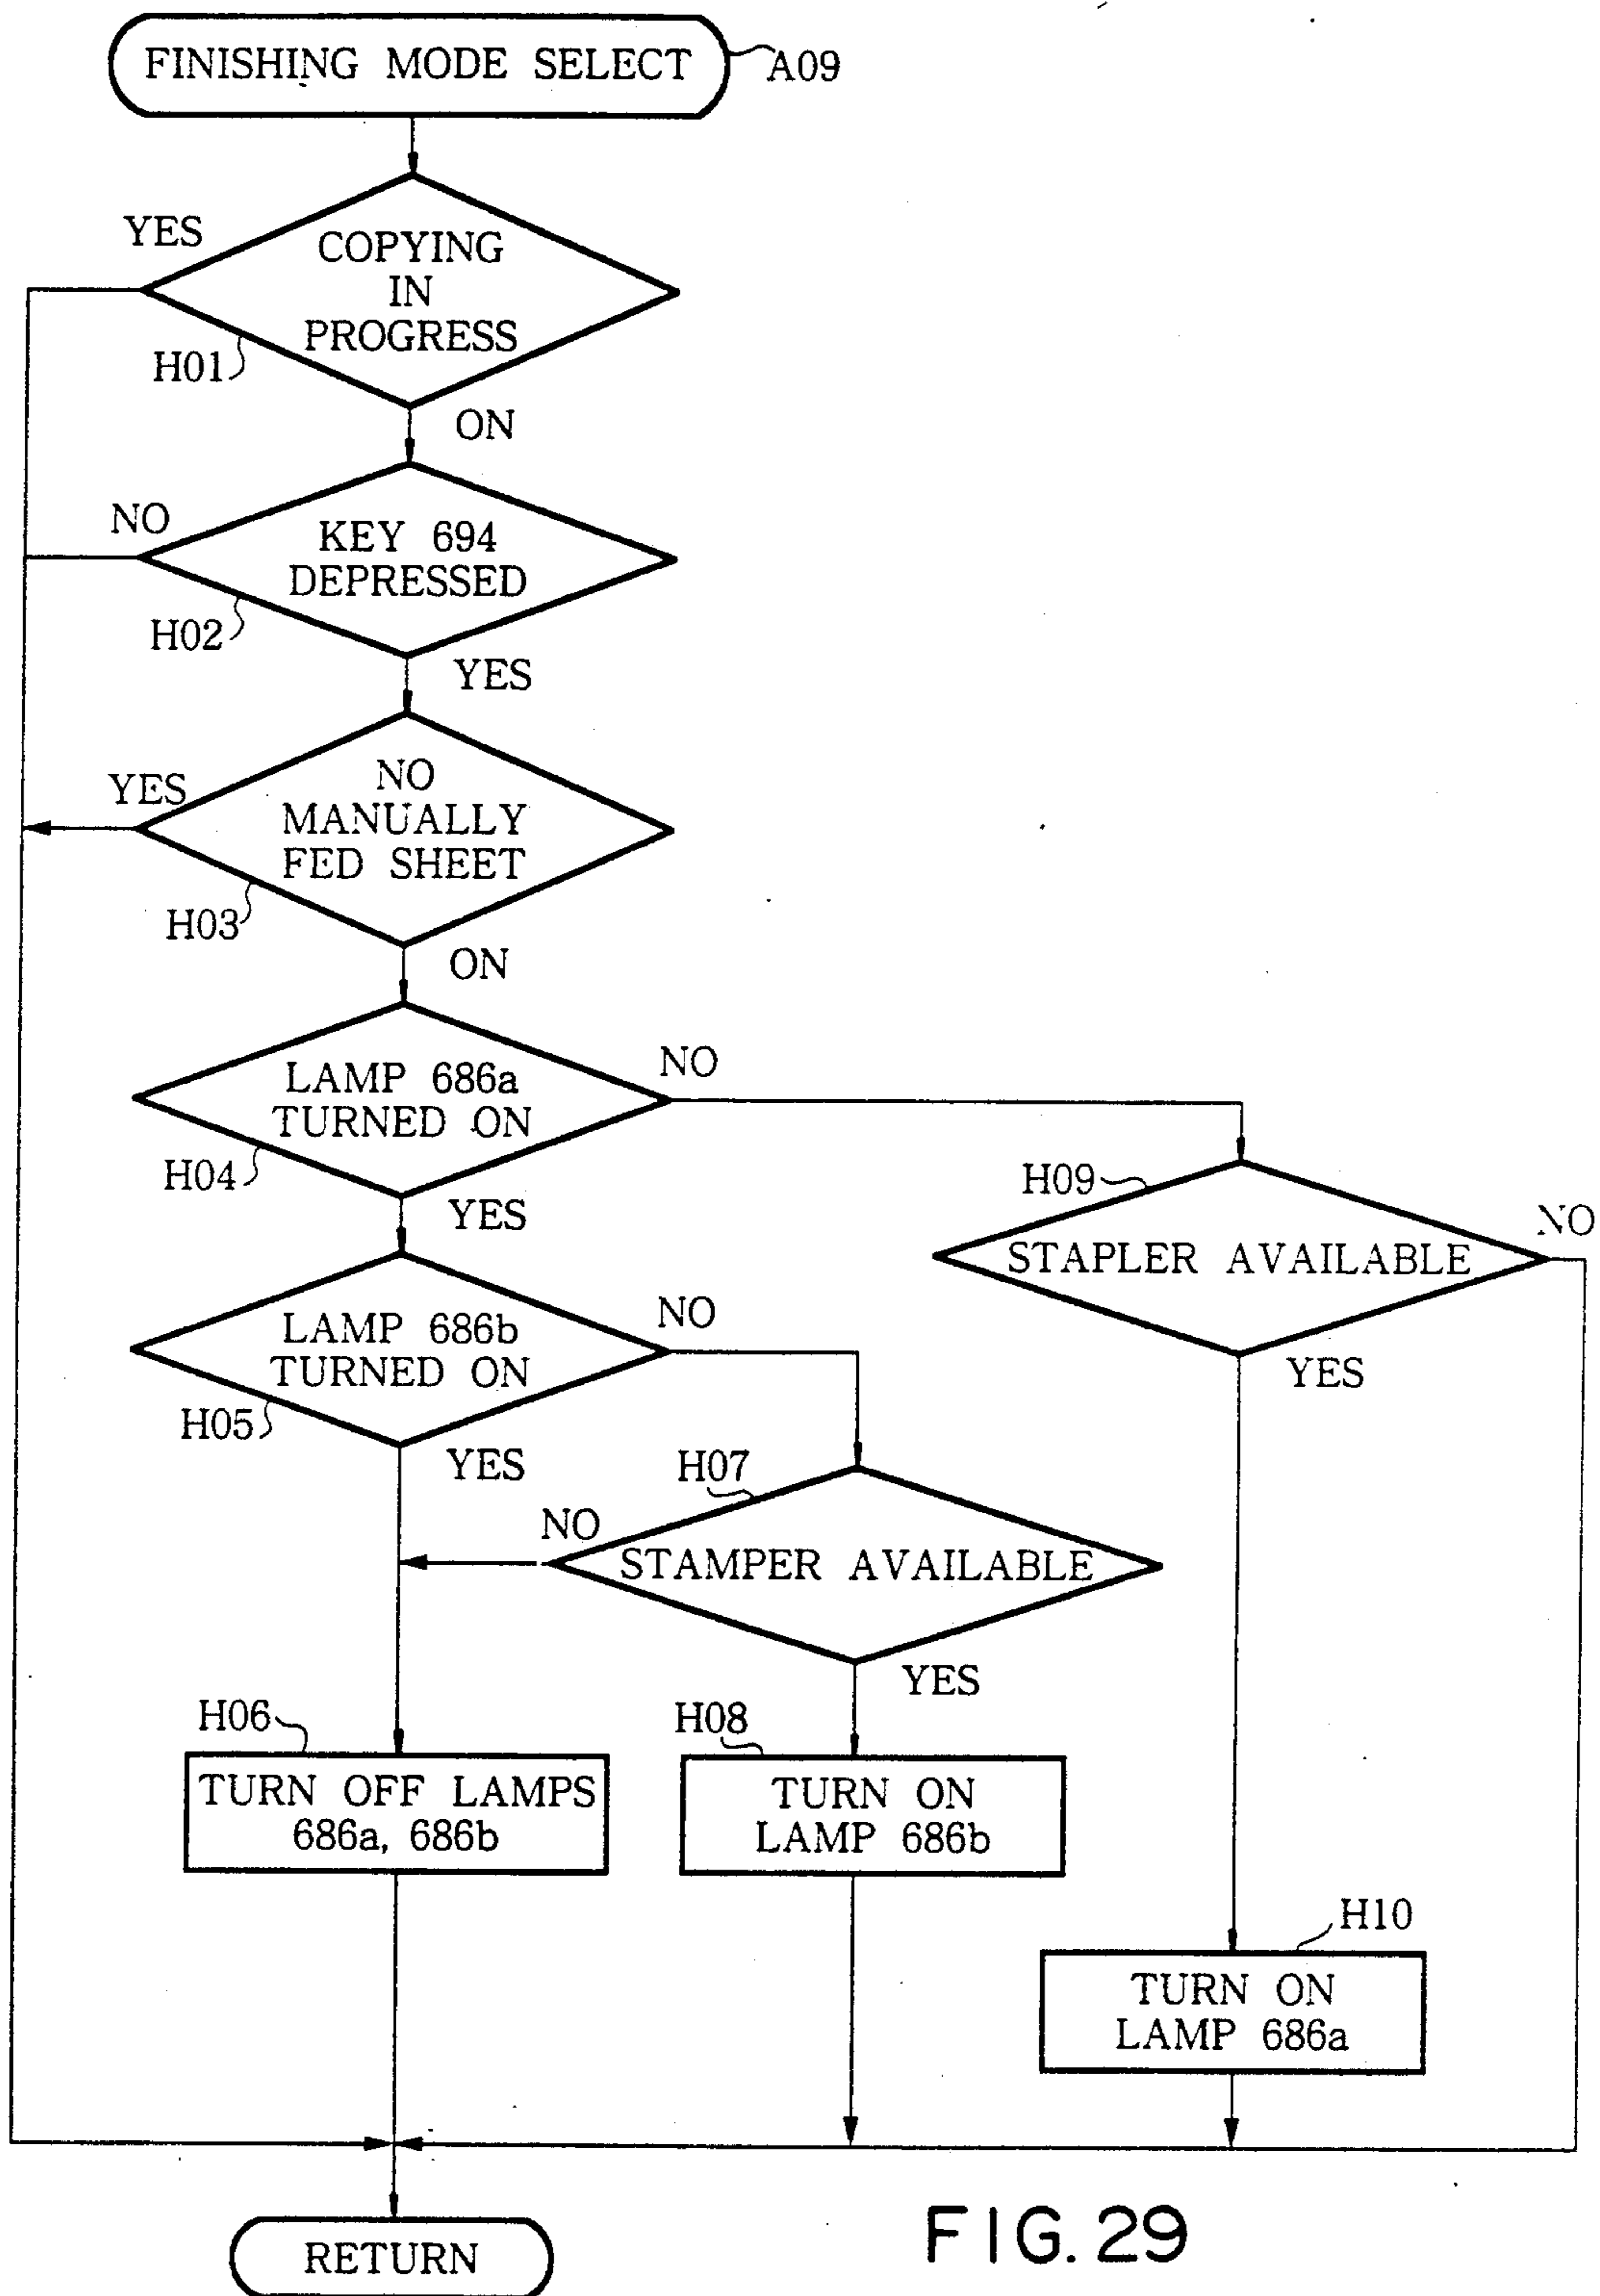 FINISHING MODE SELECT
A09
YES
COPYING
IN
PROGRESS
H01
ON
NO
KEY 694
DEPRESSED
H02
YES
YES
NO
MANUALLY
FED SHEET
H03
ON
LAMP 686a
TURNED ON
NO
H04
YES
H09
STAPLER AVAILABLE
NO
YES
LAMP 686b
TURNED ON
NO
H05
YES
H07
NO
STAMPER AVAILABLE
YES
H06
TURN OFF LAMPS
686a, 686b
H08
TURN ON
LAMP 686b
H10
TURN ON
LAMP 686a
RETURN
FIG. 29